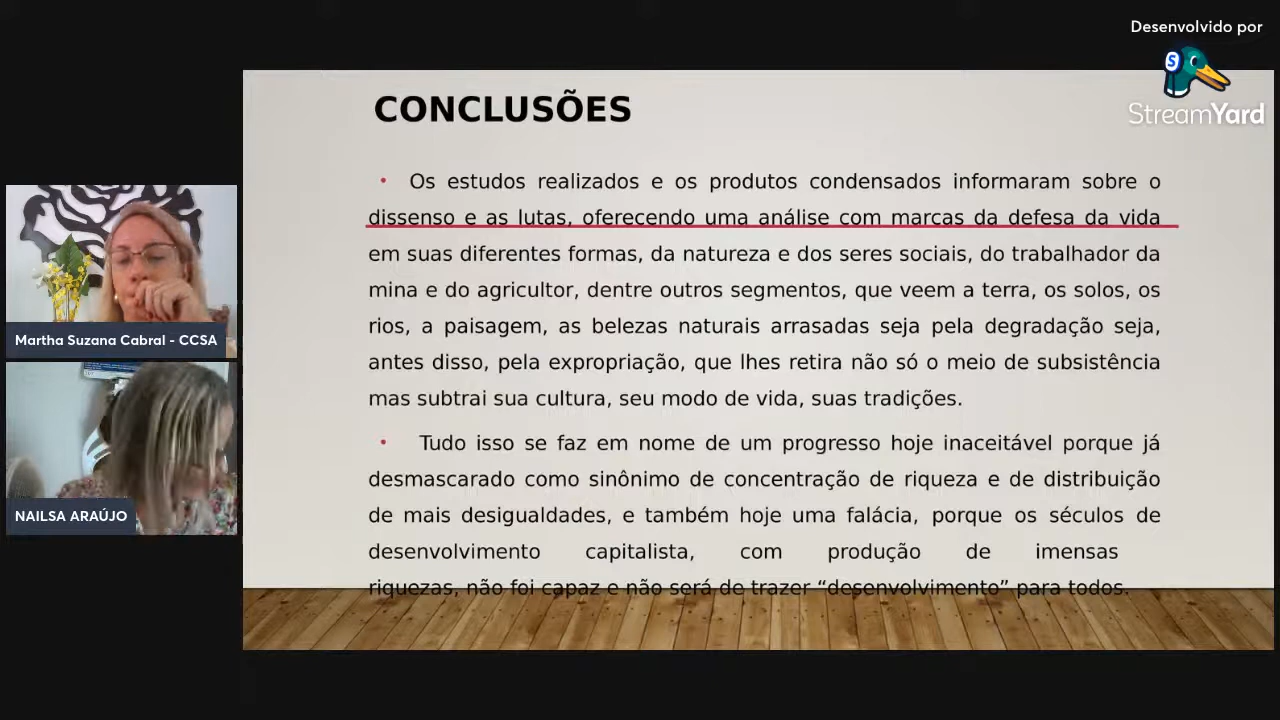 Desenvolvido por
StreamYard
CONCLUSÕES
• Os estudos realizados e os produtos condensados informaram sobre o
dissenso e as lutas, oferecendo uma análise com marcas da defesa da vida
em suas diferentes formas, da natureza e dos seres sociais, do trabalhador da
mina e do agricultor, dentre outros segmentos, que veem a terra, os solos, os
rios, a paisagem, as belezas naturais arrasadas seja pela degradação seja,
antes disso, pela expropriação, que lhes retira não só o meio de subsistência
mas subtrai sua cultura, seu modo de vida, suas tradições.
• Tudo isso se faz em nome de um progresso hoje inaceitável porque já
desmascarado como sinônimo de concentração de riqueza e de distribuição
de mais desigualdades, e também hoje uma falácia, porque os séculos de
desenvolvimento capitalista, com produção de imensas
riquezas, não foi capaz e não será de trazer “desenvolvimento” para todos.
Martha Suzana Cabral - CCSA
NAILSA ARAÚJO